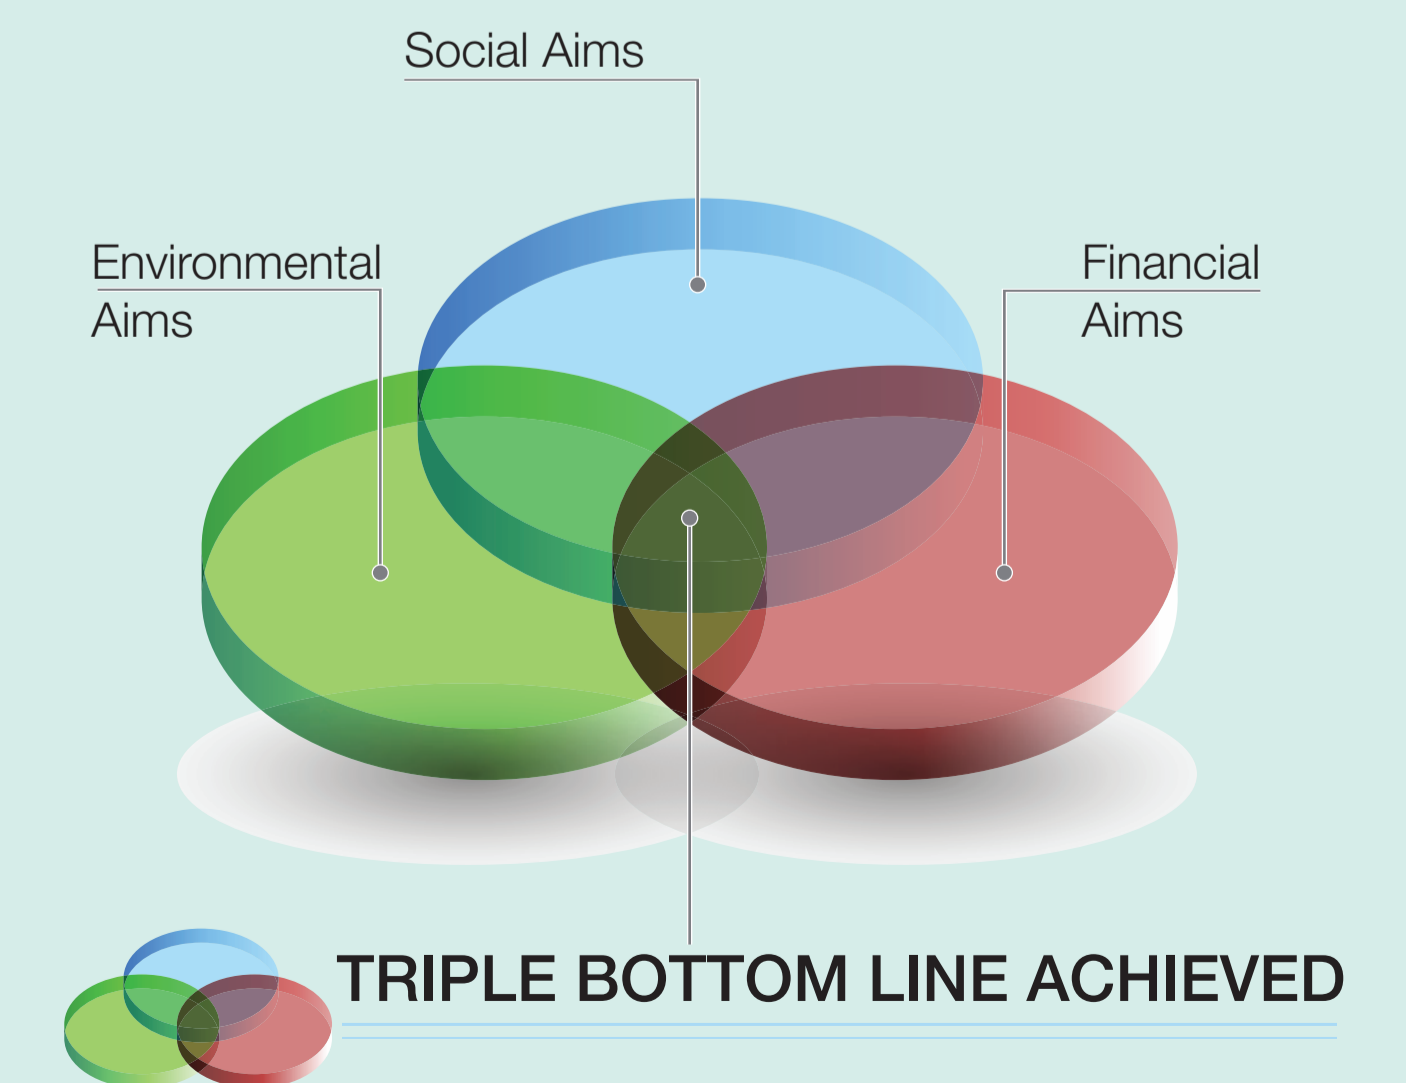 Social Aims
Environmental
Aims
Financial
Aims
TRIPLE BOTTOM LINE ACHIEVED